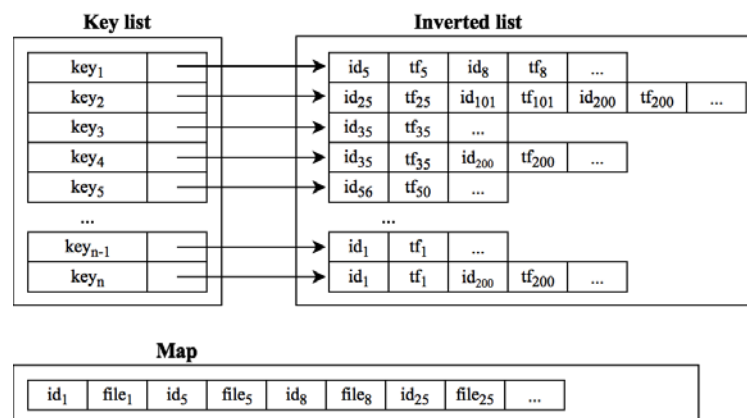 Key list Inverted list
key1 id5 tf5 id8 tf8 ...
key2 id25 tf25 id101 tf101 id200 tf200 ...
key3 id35 tf35 ...
key4 id35 tf35 id200 tf200 ...
key5 id56 tf50 ...
... ...
keyn-1 id1 tf1 ...
keyn id1 tf1 id200 tf200 ...
Map
id1 file1 id5 file5 id8 file8 id25 file25 ...